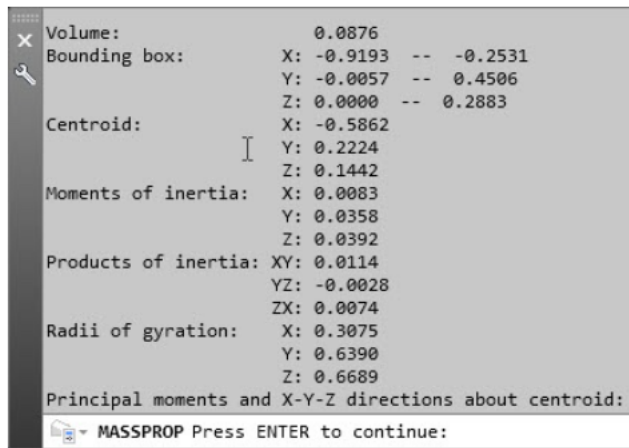 Volume: 0.0876
Bounding box: X: -0.9193 -- -0.2531
Y: -0.0057 -- 0.4506
Z: 0.0000 -- 0.2883
Centroid: X: -0.5862
Y: 0.2224
Z: 0.1442
Moments of inertia: X: 0.0083
Y: 0.0358
Z: 0.0392
Products of inertia: XY: 0.0114
YZ: -0.0028
ZX: 0.0074
Radii of gyration: X: 0.3075
Y: 0.6390
Z: 0.6689
Principal moments and X-Y-Z directions about centroid:
MASSPROP Press ENTER to continue: